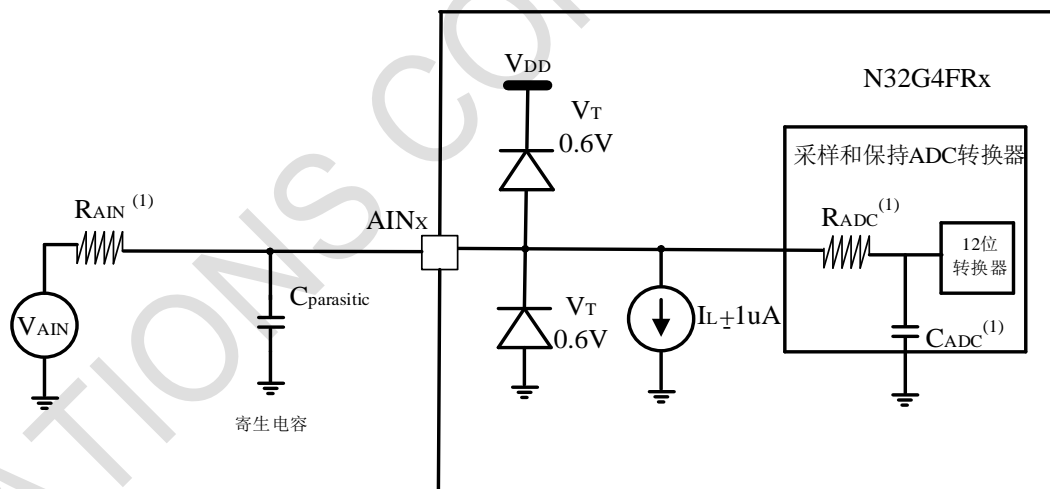 VDD
N32G4FRx
VT
0.6V
采样和保持ADC转换器
RAIN(1)
AINX
RADC(1)
12位
转换器
Cparasitic
VT
0.6V
IL±1uA
VAIN
CADC(1)
寄生电容
ATIONS CON